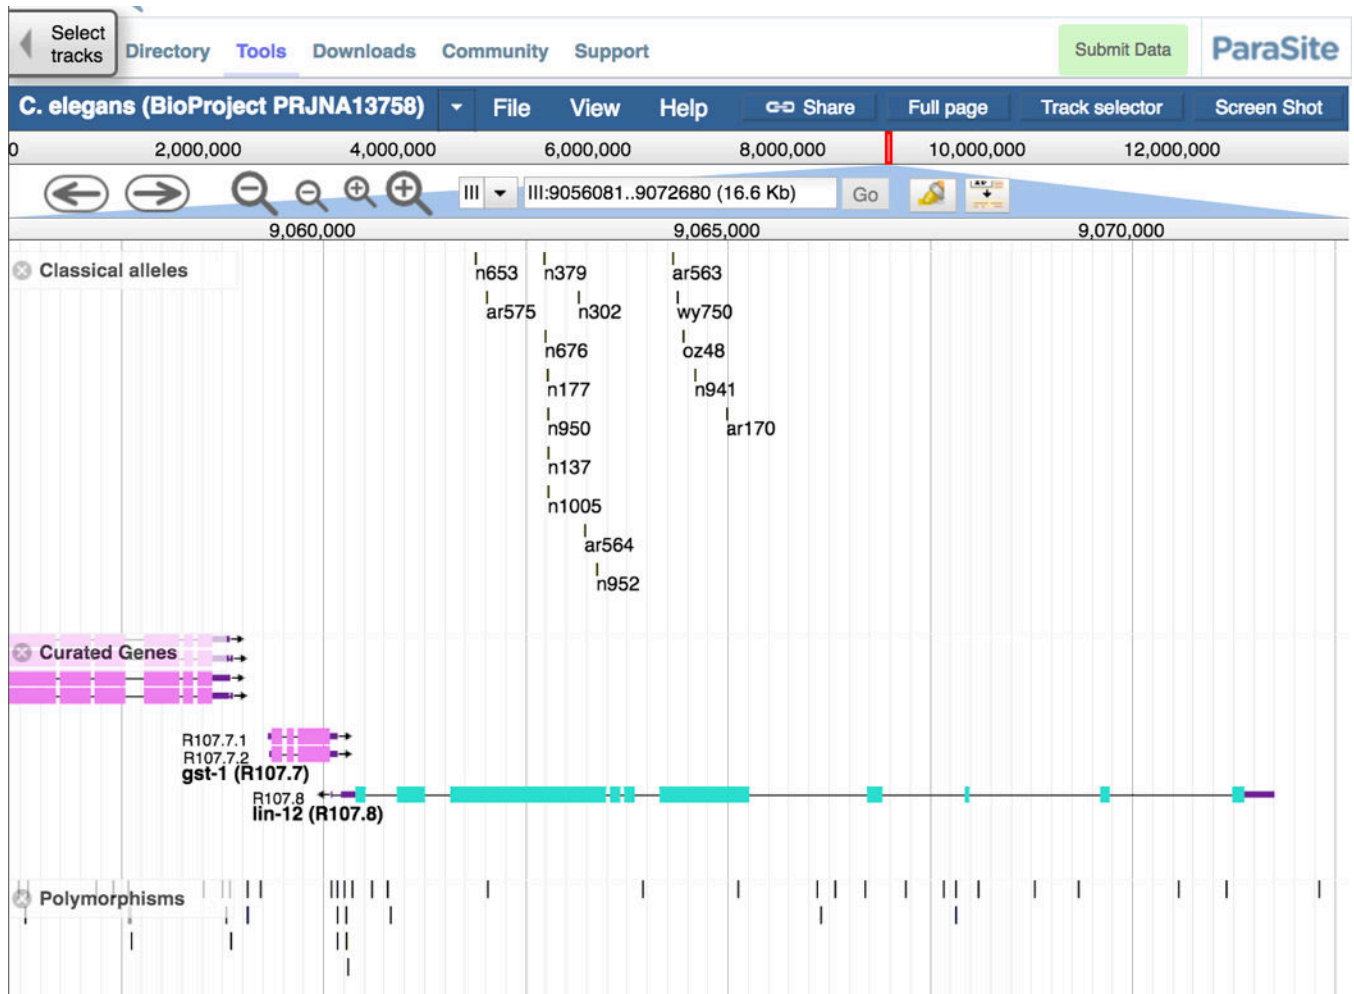 Select
tracks
Directory Tools Downloads Community Support Submit Data ParaSite
C. elegans (BioProject PRJNA13758) File View Help Share Full page Track selector Screen Shot
0 2,000,000 4,000,000 6,000,000 8,000,000 10,000,000 12,000,000
III III:9056081..9072680 (16.6 Kb) Go
9,060,000 9,065,000 9,070,000
Classical alleles n653 n379 ar563
ar575 n302 wy750
n676 oz48
n177 n941
n950 ar170
n137
n1005
ar564
n952
Curated Genes
R107.7.1
R107.7.2
gst-1 (R107.7)
R107.8
lin-12 (R107.8)
Polymorphisms